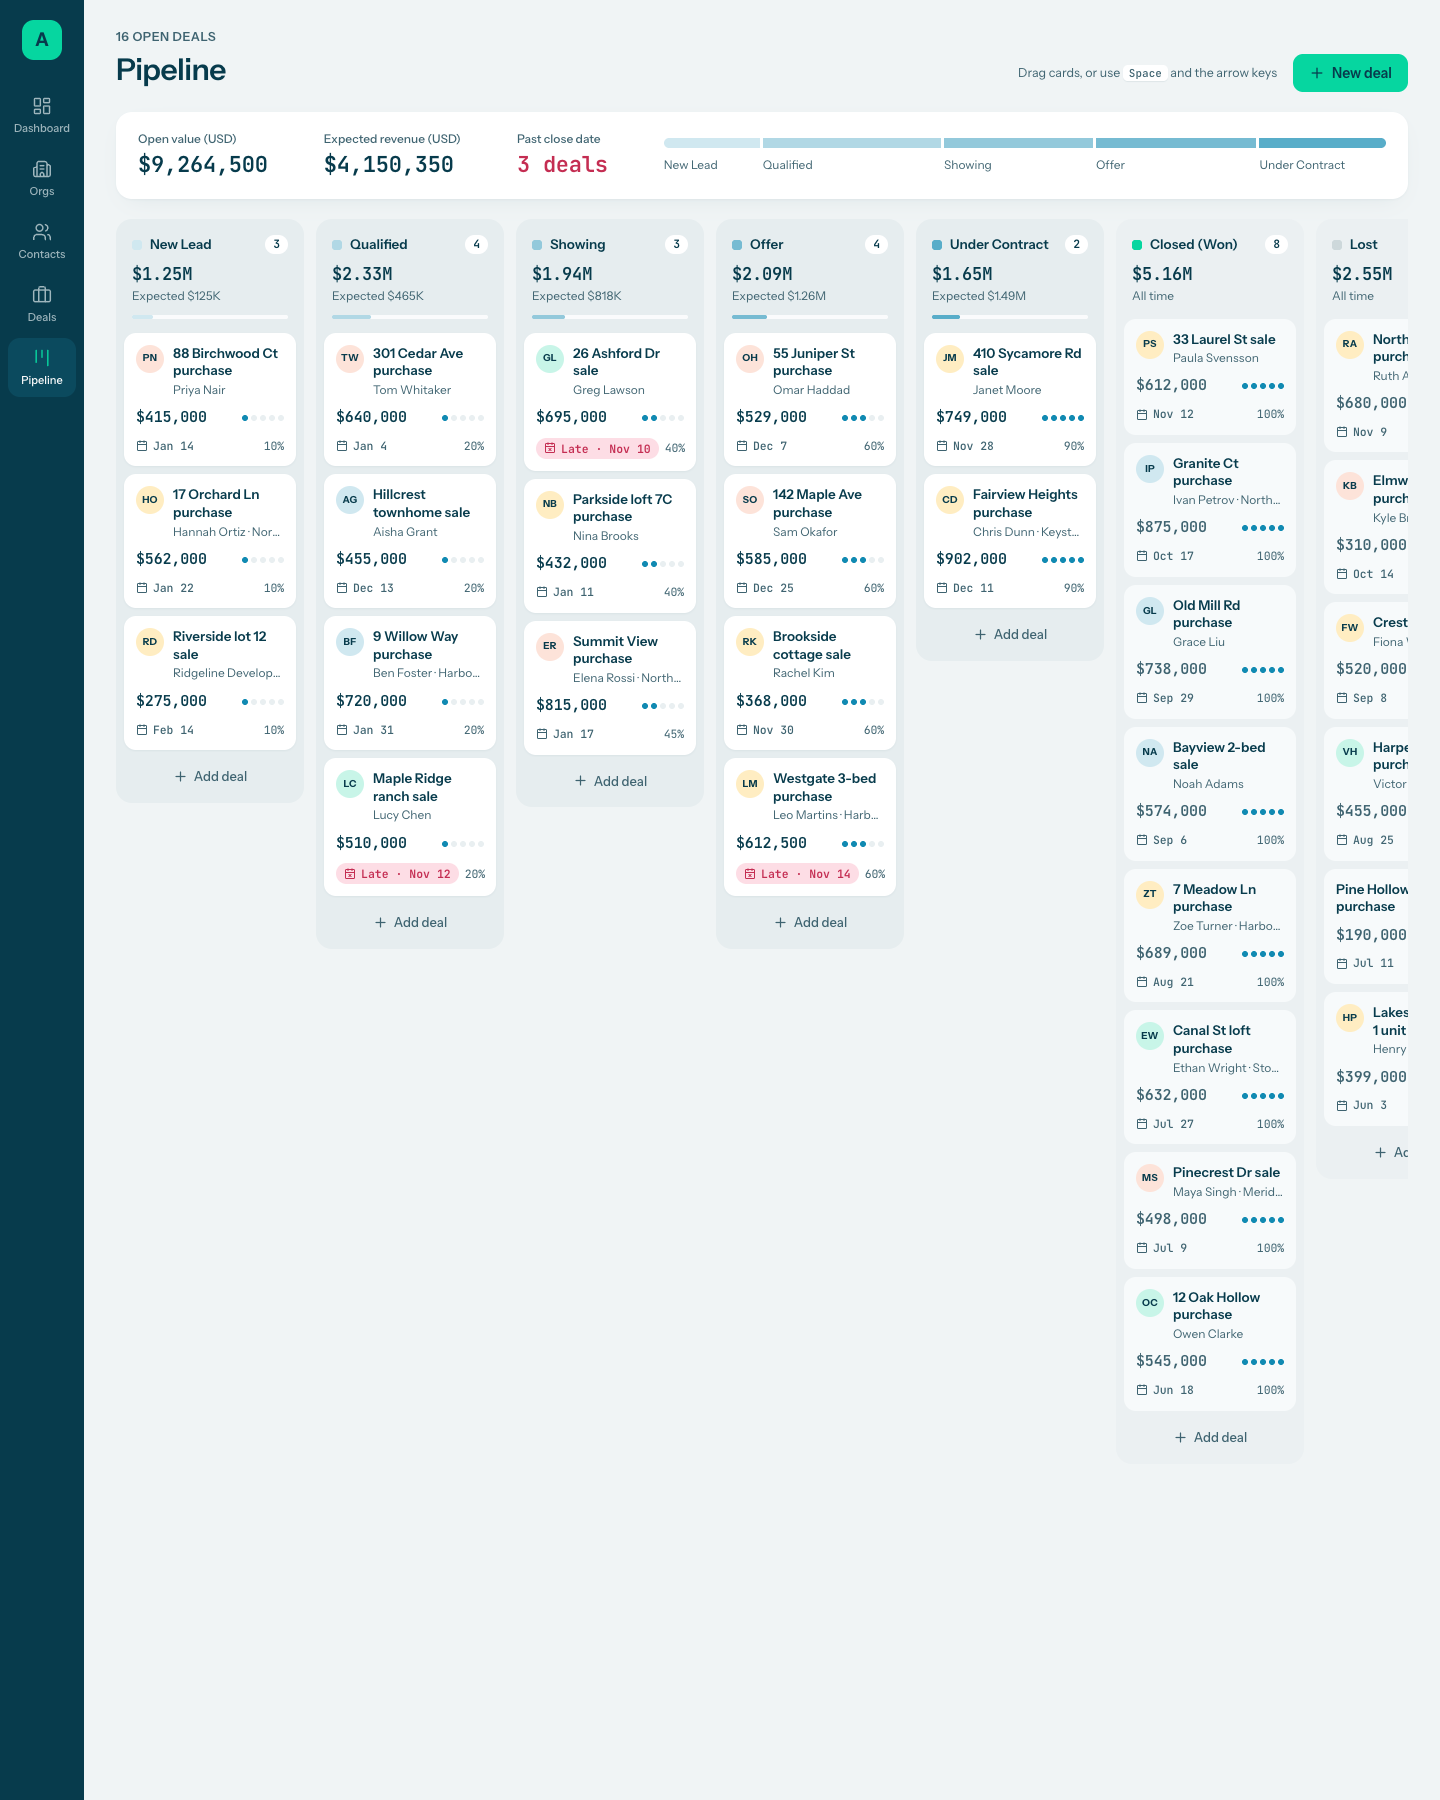 A
Dashboard
Orgs
Contacts
Deals
Pipeline
16 OPEN DEALS
Pipeline
Drag cards, or use Space and the arrow keys
New deal
Open value (USD)
$9,264,500
Expected revenue (USD)
$4,150,350
Past close date
3 deals
New Lead
Qualified
Showing
Offer
Under Contract
New Lead 3
$1.25M
Expected $125K
PN 88 Birchwood Ct
purchase
Priya Nair
$415,000
Jan 14 10%
HO 17 Orchard Ln
purchase
Hannah Ortiz · Nor…
$562,000
Jan 22 10%
RD Riverside lot 12
sale
Ridgeline Develop…
$275,000
Feb 14 10%
Add deal
Qualified 4
$2.33M
Expected $465K
TW 301 Cedar Ave
purchase
Tom Whitaker
$640,000
Jan 4 20%
AG Hillcrest
townhome sale
Aisha Grant
$455,000
Dec 13 20%
BF 9 Willow Way
purchase
Ben Foster · Harbo…
$720,000
Jan 31 20%
LC Maple Ridge
ranch sale
Lucy Chen
$510,000
Late · Nov 12 20%
Add deal
Showing 3
$1.94M
Expected $818K
GL 26 Ashford Dr
sale
Greg Lawson
$695,000
Late · Nov 10 40%
NB Parkside loft 7C
purchase
Nina Brooks
$432,000
Jan 11 40%
ER Summit View
purchase
Elena Rossi · North…
$815,000
Jan 17 45%
Add deal
Offer 4
$2.09M
Expected $1.26M
OH 55 Juniper St
purchase
Omar Haddad
$529,000
Dec 7 60%
SO 142 Maple Ave
purchase
Sam Okafor
$585,000
Dec 25 60%
RK Brookside
cottage sale
Rachel Kim
$368,000
Nov 30 60%
LM Westgate 3-bed
purchase
Leo Martins · Harb…
$612,500
Late · Nov 14 60%
Add deal
Under Contract 2
$1.65M
Expected $1.49M
JM 410 Sycamore Rd
sale
Janet Moore
$749,000
Nov 28 90%
CD Fairview Heights
purchase
Chris Dunn · Keyst…
$902,000
Dec 11 90%
Add deal
Closed (Won) 8
$5.16M
All time
PS 33 Laurel St sale
Paula Svensson
$612,000
Nov 12 100%
IP Granite Ct
purchase
Ivan Petrov · North…
$875,000
Oct 17 100%
GL Old Mill Rd
purchase
Grace Liu
$738,000
Sep 29 100%
NA Bayview 2-bed
sale
Noah Adams
$574,000
Sep 6 100%
ZT 7 Meadow Ln
purchase
Zoe Turner · Harbo…
$689,000
Aug 21 100%
EW Canal St loft
purchase
Ethan Wright · Sto…
$632,000
Jul 27 100%
MS Pinecrest Dr sale
Maya Singh · Merid…
$498,000
Jul 9 100%
OC 12 Oak Hollow
purchase
Owen Clarke
$545,000
Jun 18 100%
Add deal
Lost
$2.55M
All time
RA North
purch
Ruth A
$680,000
Nov 9
KB Elmw
purch
Kyle Br
$310,000
Oct 14
FW Crest
Fiona
$520,000
Sep 8
VH Harpe
purch
Victor
$455,000
Aug 25
Pine Hollow
purchase
$190,000
Jul 11
HP Lakes
1 unit
Henry
$399,000
Jun 3
Ad